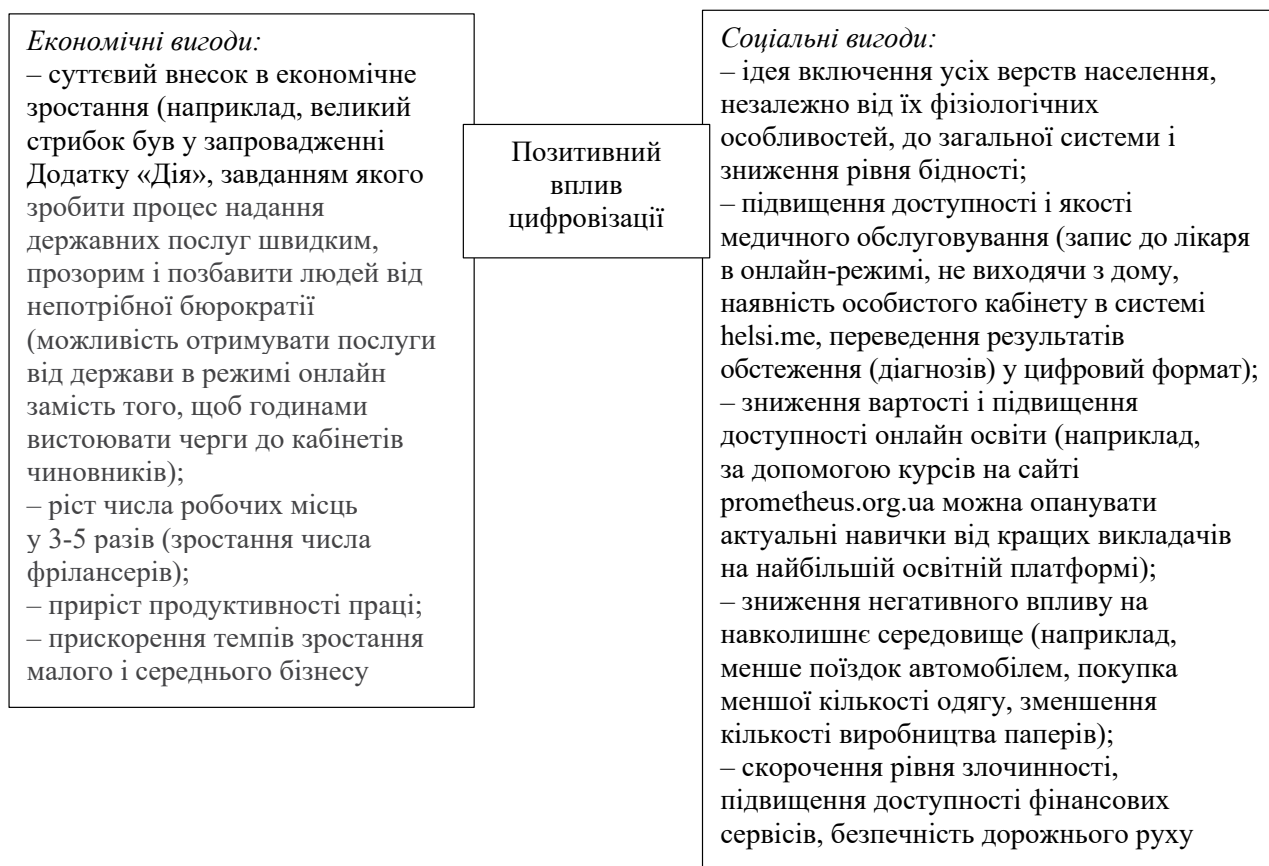 Економічні вигоди:
– суттєвий внесок в економічне
зростання (наприклад, великий
стрибок був у запровадженні
Додатку «Дія», завданням якого
зробити процес надання
державних послуг швидким,
прозорим і позбавити людей від
непотрібної бюрократії
(можливість отримувати послуги
від держави в режимі онлайн
замість того, щоб годинами
вистоювати черги до кабінетів
чиновників);
– ріст числа робочих місць
у 3-5 разів (зростання числа
фрілансерів);
– приріст продуктивності праці;
– прискорення темпів зростання
малого і середнього бізнесу
Позитивний
вплив
цифровізації
Соціальні вигоди:
– ідея включення усіх верств населення,
незалежно від їх фізіологічних
особливостей, до загальної системи і
зниження рівня бідності;
– підвищення доступності і якості
медичного обслуговування (запис до лікаря
в онлайн-режимі, не виходячи з дому,
наявність особистого кабінету в системі
helsi.me, переведення результатів
обстеження (діагнозів) у цифровий формат);
– зниження вартості і підвищення
доступності онлайн освіти (наприклад,
за допомогою курсів на сайті
prometheus.org.ua можна опанувати
актуальні навички від кращих викладачів
на найбільшій освітній платформі);
– зниження негативного впливу на
навколишнє середовище (наприклад,
менше поїздок автомобілем, покупка
меншої кількості одягу, зменшення
кількості виробництва паперів);
– скорочення рівня злочинності,
підвищення доступності фінансових
сервісів, безпечність дорожнього руху